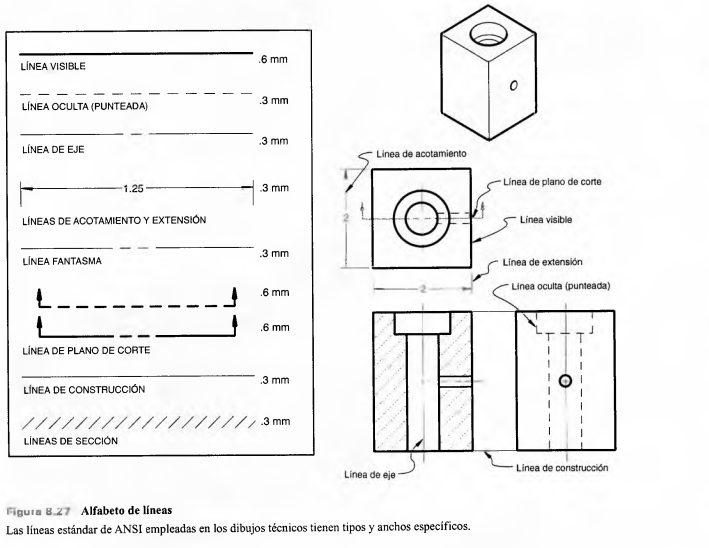 LÍNEA VISIBLE
.6 mm
LÍNEA OCULTA (PUNTEADA)
.3 mm
LÍNEA DE EJE
.3 mm
1.25
.3 mm
LÍNEAS DE ACOTAMIENTO Y EXTENSIÓN
LÍNEA FANTASMA
.3 mm
.6 mm
.6 mm
LÍNEA DE PLANO DE CORTE
LÍNEA DE CONSTRUCCIÓN
.3 mm
.3 mm
LÍNEAS DE SECCIÓN
Línea de acotamiento
Línea de plano de corte
2
Línea visible
Línea de extensión
2
Línea oculta (punteada)
Línea de eje
Línea de construcción
Figura 8.27 Alfabeto de líneas
Las líneas estándar de ANSI empleadas en los dibujos técnicos tienen tipos y anchos específicos.